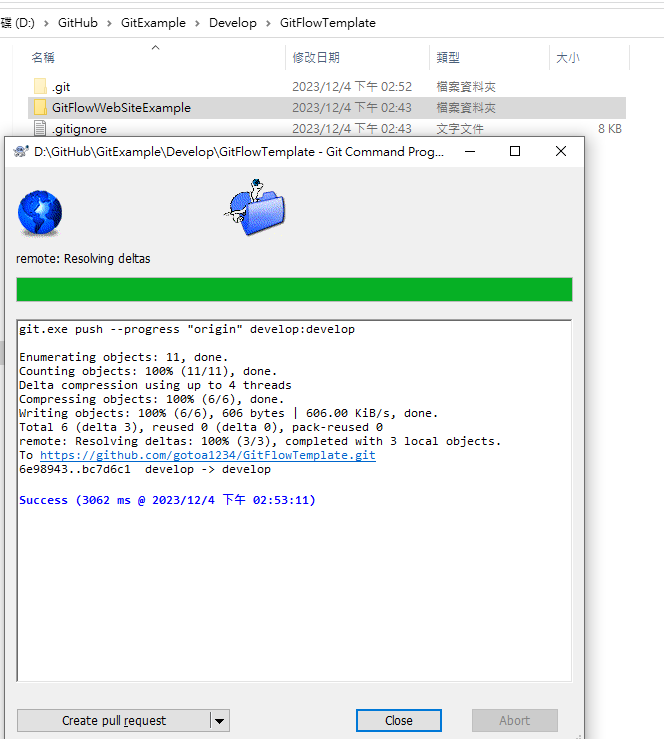 碟 (D:) › GitHub › GitExample › Develop › GitFlowTemplate
名稱 修改日期 類型 大小
.git 2023/12/4 下午 02:52 檔案資料夾
GitFlowWebSiteExample 2023/12/4 下午 02:43 檔案資料夾
.gitignore 2023/12/4 下午 02:43 文字文件 8 KB
D:\GitHub\GitExample\Develop\GitFlowTemplate - Git Command Prog...
remote: Resolving deltas
git.exe push --progress "origin" develop:develop
Enumerating objects: 11, done.
Counting objects: 100% (11/11), done.
Delta compression using up to 4 threads
Compressing objects: 100% (6/6), done.
Writing objects: 100% (6/6), 606 bytes | 606.00 KiB/s, done.
Total 6 (delta 3), reused 0 (delta 0), pack-reused 0
remote: Resolving deltas: 100% (3/3), completed with 3 local objects.
To https://github.com/gotoa1234/GitFlowTemplate.git
6e98943..bc7d6c1 develop -> develop
Success (3062 ms @ 2023/12/4 下午 02:53:11)
Create pull request Close Abort